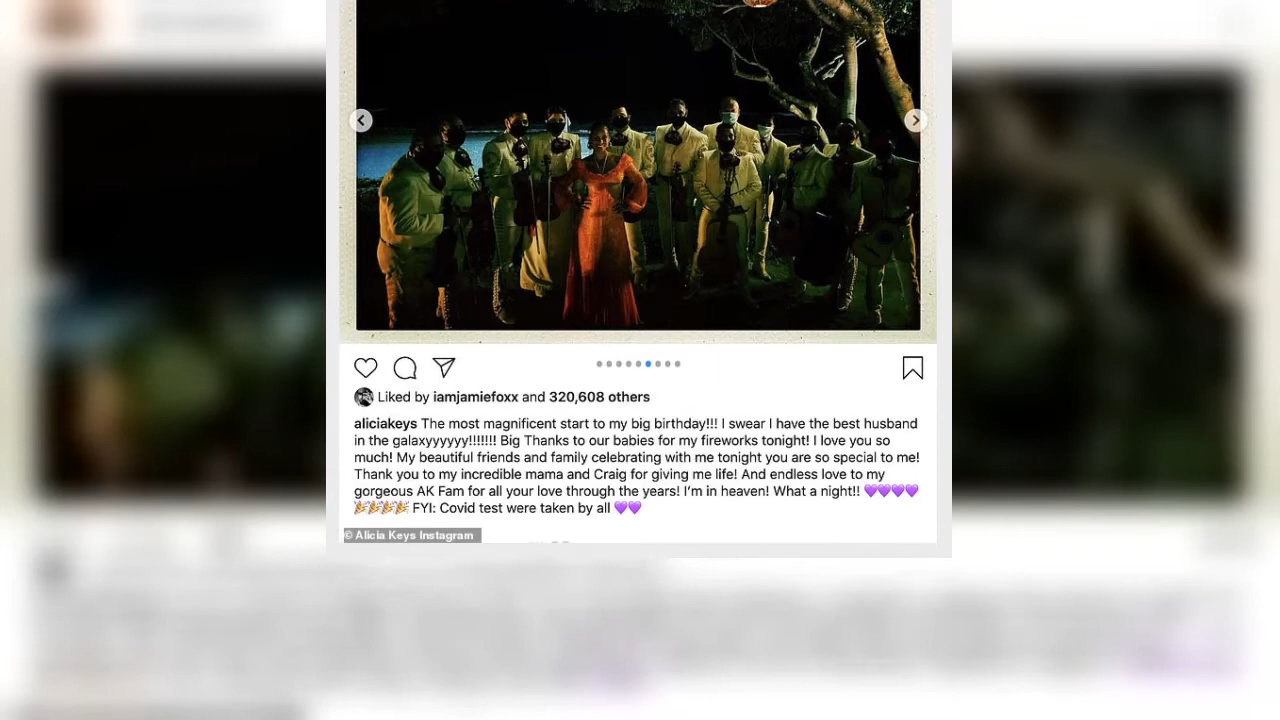 Liked by iamjamiefoxx and 320,608 others
aliciakeys The most magnificent start to my big birthday!!! I swear I have the best husband
in the galaxyyyyyy!!!!!!! Big Thanks to our babies for my fireworks tonight! I love you so
much! My beautiful friends and family celebrating with me tonight you are so special to me!
Thank you to my incredible mama and Craig for giving me life! And endless love to my
gorgeous AK Fam for all your love through the years! I'm in heaven! What a night!! 💜💜💜💜
🎉🎉🎉🎉 FYI: Covid test were taken by all 💜💜
© Alicia Keys Instagram